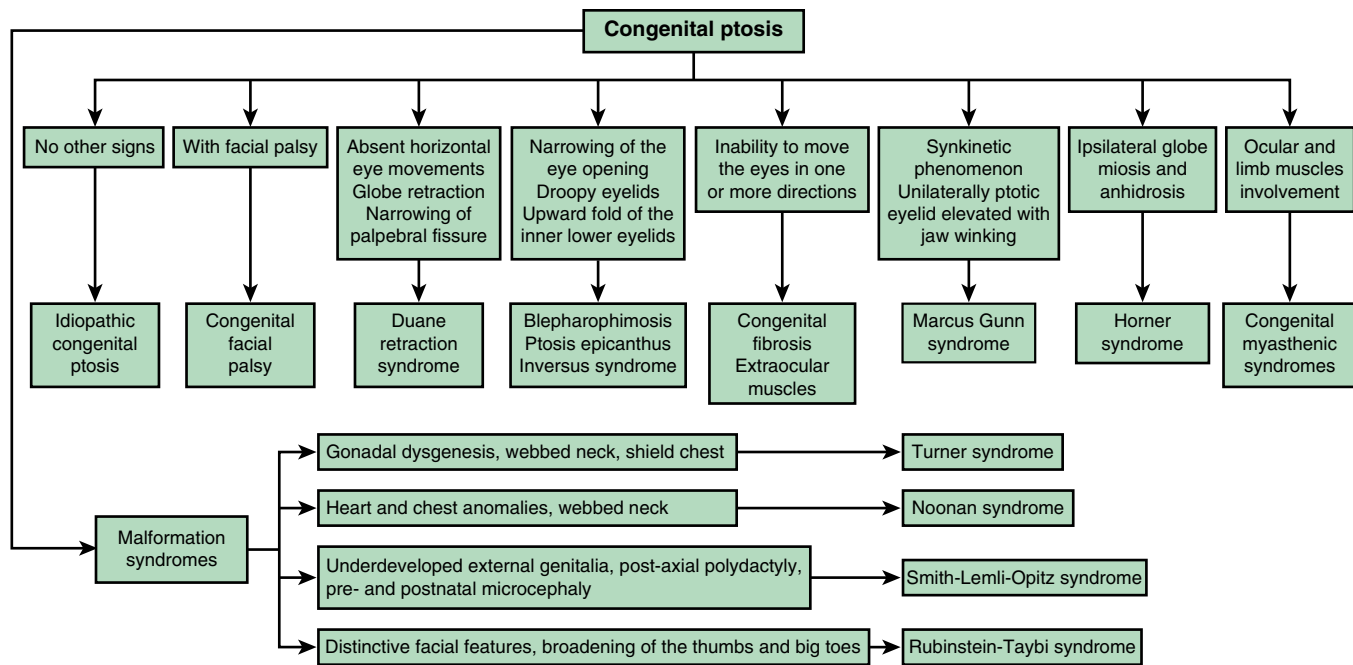 Congenital ptosis
No other signs
With facial palsy
Absent horizontal
eye movements
Globe retraction
Narrowing of
palpebral fissure
Narrowing of the
eye opening
Droopy eyelids
Upward fold of the
inner lower eyelids
Inability to move
the eyes in one
or more directions
Synkinetic
phenomenon
Unilaterally ptotic
eyelid elevated with
jaw winking
Ipsilateral globe
miosis and
anhidrosis
Ocular and
limb muscles
involvement
Idiopathic
congenital
ptosis
Congenital
facial
palsy
Duane
retraction
syndrome
Blepharophimosis
Ptosis epicanthus
Inversus syndrome
Congenital
fibrosis
Extraocular
muscles
Marcus Gunn
syndrome
Horner
syndrome
Congenital
myasthenic
syndromes
Malformation
syndromes
Gonadal dysgenesis, webbed neck, shield chest
Turner syndrome
Heart and chest anomalies, webbed neck
Noonan syndrome
Underdeveloped external genitalia, post-axial polydactyly,
pre- and postnatal microcephaly
Smith-Lemli-Opitz syndrome
Distinctive facial features, broadening of the thumbs and big toes
Rubinstein-Taybi syndrome